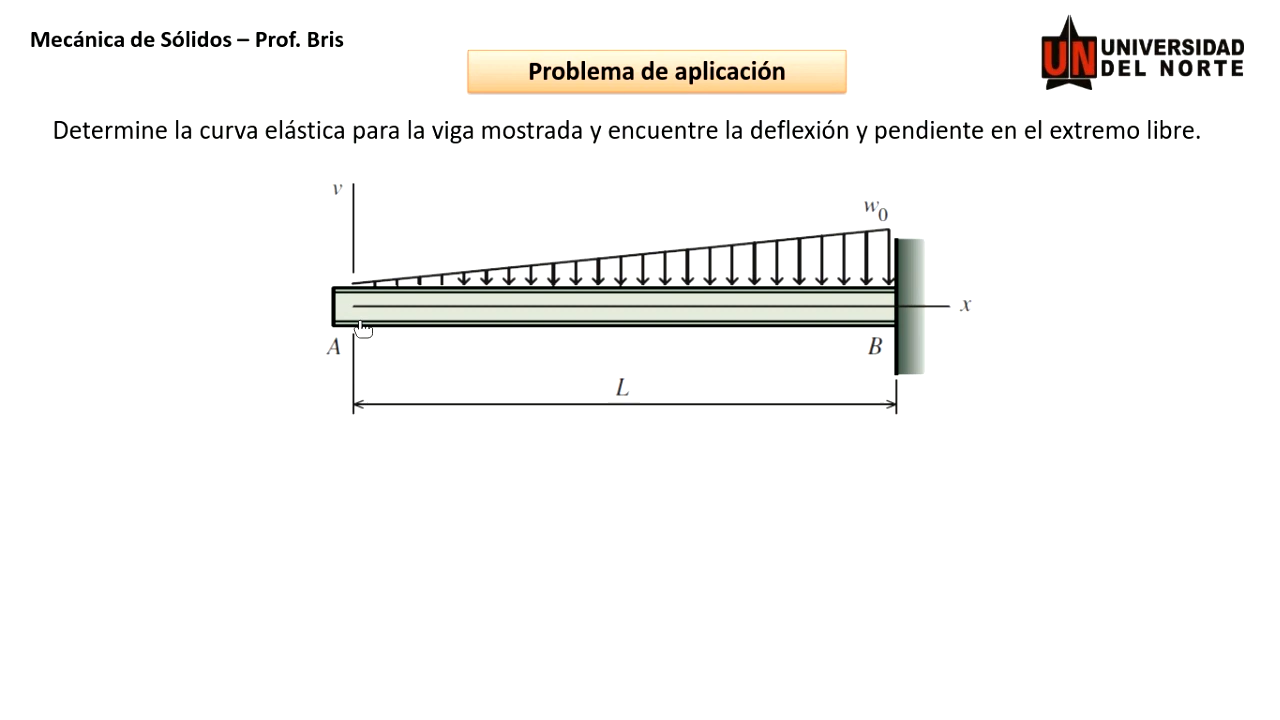 Mecánica de Sólidos – Prof. Bris
UNIVERSIDAD
DEL NORTE
UN
Problema de aplicación
Determine la curva elástica para la viga mostrada y encuentre la deflexión y pendiente en el extremo libre.
v
w₀
x
A
B
L